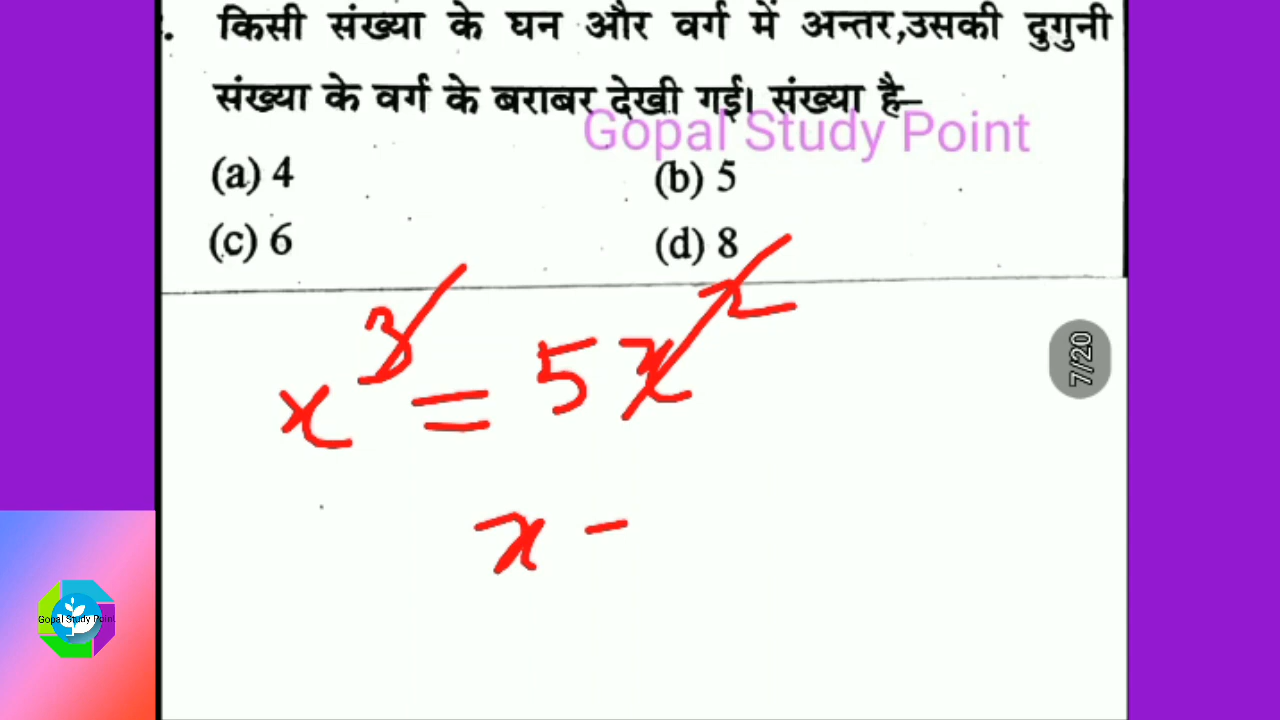 . किसी संख्या के घन और वर्ग में अन्तर,उसकी दुगुनी
संख्या के वर्ग के बराबर देखी गई। संख्या है–
Gopal Study Point
(a) 4 (b) 5
(c) 6 (d) 8
x³ = 5x²
x -
7/20
Gopal Study Point